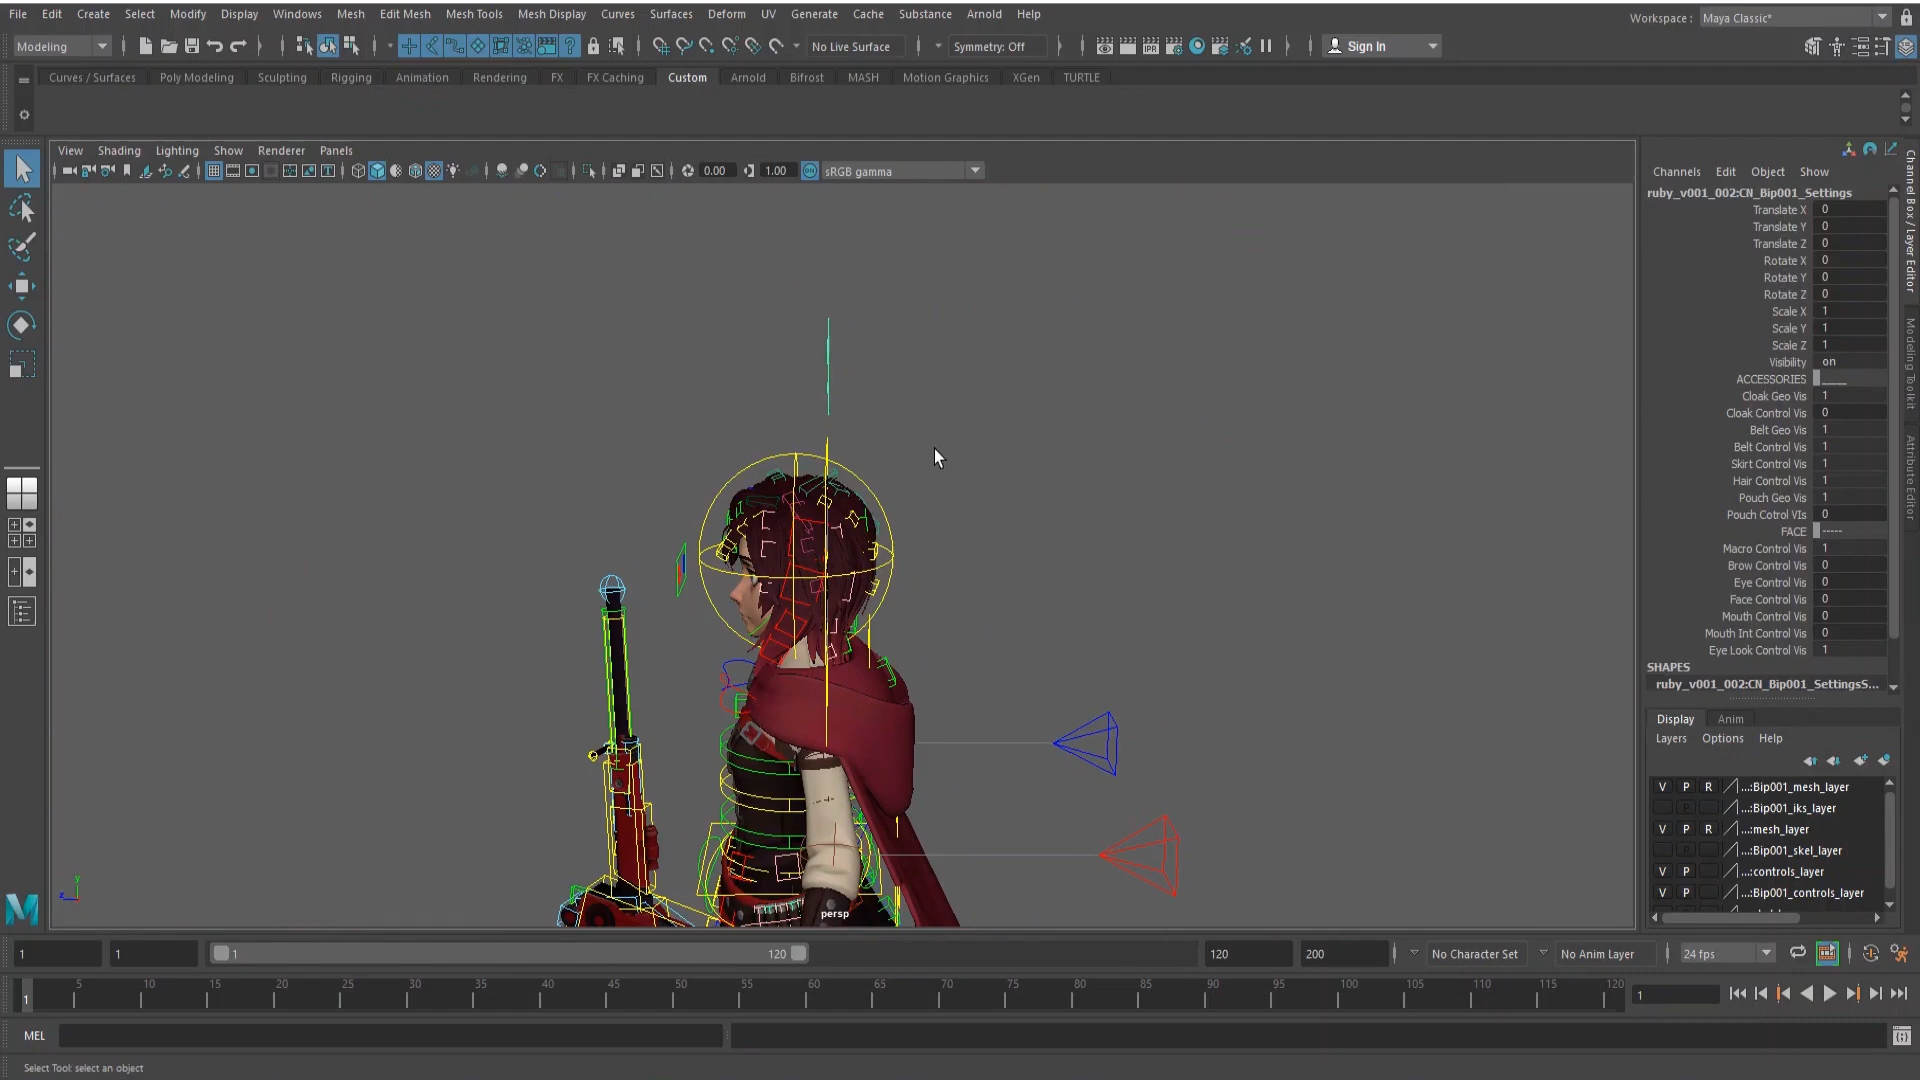 File Edit Create Select Modify Display Windows Mesh Edit Mesh Mesh Tools Mesh Display Curves Surfaces Deform UV Generate Cache Substance Arnold Help
Workspace : Maya Classic*
Modeling No Live Surface Symmetry: Off Sign In
Curves / Surfaces Poly Modeling Sculpting Rigging Animation Rendering FX FX Caching Custom Arnold Bifrost MASH Motion Graphics XGen TURTLE
View Shading Lighting Show Renderer Panels
0.00 1.00 sRGB gamma
Channels Edit Object Show
ruby_v001_002:CN_Bip001_Settings
Translate X 0
Translate Y 0
Translate Z 0
Rotate X 0
Rotate Y 0
Rotate Z 0
Scale X 1
Scale Y 1
Scale Z 1
Visibility on
ACCESSORIES _____
Cloak Geo Vis 1
Cloak Control Vis 0
Belt Geo Vis 1
Belt Control Vis 1
Skirt Control Vis 1
Hair Control Vis 1
Pouch Geo Vis 1
Pouch Cotrol VIs 0
FACE -----
Macro Control Vis 1
Brow Control Vis 0
Eye Control Vis 0
Face Control Vis 0
Mouth Control Vis 0
Mouth Int Control Vis 0
Eye Look Control Vis 1
SHAPES
ruby_v001_002:CN_Bip001_SettingsS...
Channel Box / Layer Editor
Modeling Toolkit
Attribute Editor
Display Anim
Layers Options Help
V P R ...:Bip001_mesh_layer
P ...:Bip001_iks_layer
V P R ...:mesh_layer
P ...:Bip001_skel_layer
V P ...:controls_layer
V P ...:Bip001_controls_layer
y
z
persp
1 1 1 120 120 200 No Character Set No Anim Layer 24 fps
1 5 10 15 20 25 30 35 40 45 50 55 60 65 70 75 80 85 90 95 100 105 110 115 120 1
MEL
Select Tool: select an object